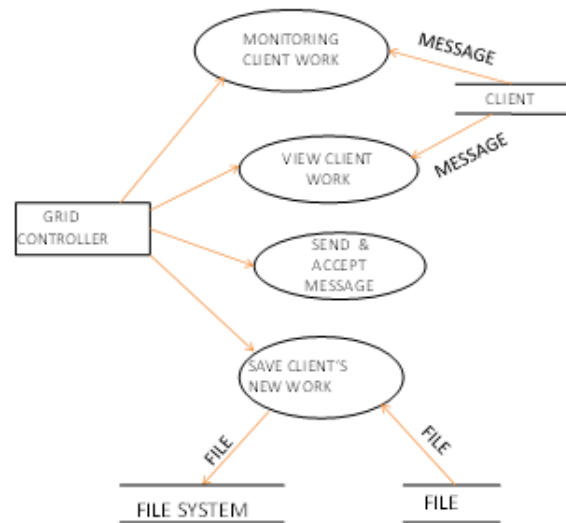 MONITORING
CLIENT WORK
MESSAGE
CLIENT
MESSAGE
VIEW CLIENT
WORK
GRID
CONTROLLER
SEND &
ACCEPT
MESSAGE
SAVE CLIENT'S
NEW WORK
FILE
FILE
FILE SYSTEM
FILE